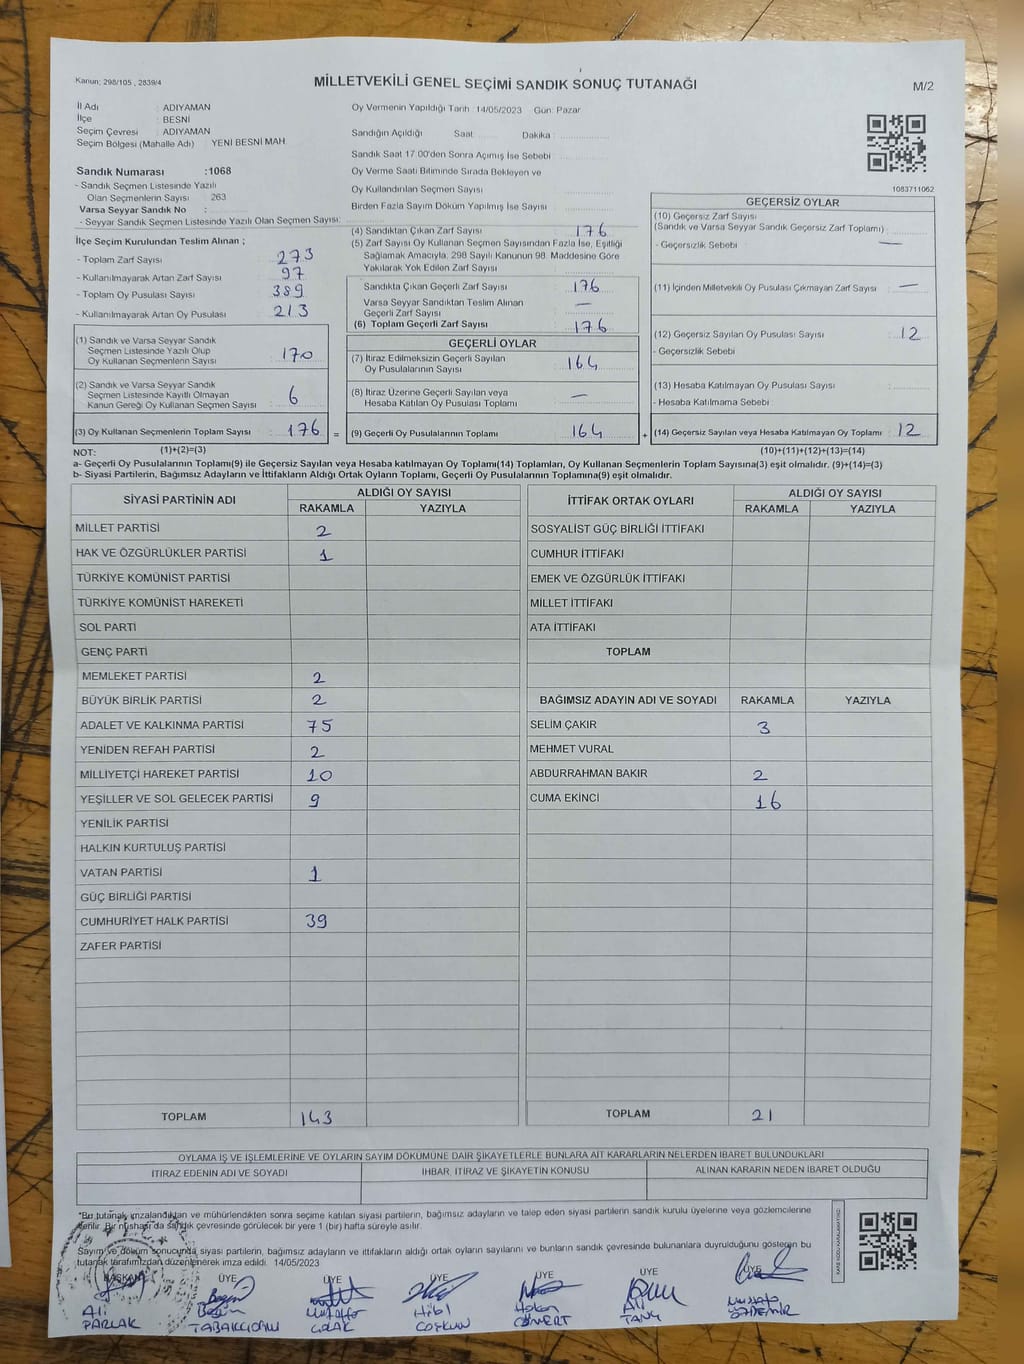 Kanun: 298/105 , 2839/4
MİLLETVEKİLİ GENEL SEÇİMİ SANDIK SONUÇ TUTANAĞI
M/2
İl Adı : ADIYAMAN
İlçe : BESNİ
Seçim Çevresi : ADIYAMAN
Seçim Bölgesi (Mahalle Adı) : YENİ BESNİ MAH.
Sandık Numarası :1068
- Sandık Seçmen Listesinde Yazılı
Olan Seçmenlerin Sayısı : 263
Varsa Seyyar Sandık No :
- Seyyar Sandık Seçmen Listesinde Yazılı Olan Seçmen Sayısı:
Oy Vermenin Yapıldığı Tarih :14/05/2023 Gün: Pazar
Sandığın Açıldığı Saat Dakika :
Sandık Saat 17:00'den Sonra Açımış İse Sebebi
Oy Verme Saati Bitiminde Sırada Bekleyen ve
Oy Kullandırılan Seçmen Sayısı
Birden Fazla Sayım Döküm Yapılmış İse Sayısı
1083711062
İlçe Seçim Kurulundan Teslim Alınan ;
- Toplam Zarf Sayısı : 273
- Kullanılmayarak Artan Zarf Sayısı : 97
- Toplam Oy Pusulası Sayısı : 389
- Kullanılmayarak Artan Oy Pusulası : 213
(1) Sandık ve Varsa Seyyar Sandık
Seçmen Listesinde Yazılı Olup
Oy Kullanan Seçmenlerin Sayısı : 170
(2) Sandık ve Varsa Seyyar Sandık
Seçmen Listesinde Kayıtlı Olmayan
Kanun Gereği Oy Kullanan Seçmen Sayısı : 6
(3) Oy Kullanan Seçmenlerin Toplam Sayısı : 176 =
(4) Sandıktan Çıkan Zarf Sayısı : 176
(5) Zarf Sayısı Oy Kullanan Seçmen Sayısından Fazla İse, Eşitliği
Sağlamak Amacıyla, 298 Sayılı Kanunun 98. Maddesine Göre
Yakılarak Yok Edilen Zarf Sayısı
Sandıkta Çıkan Geçerli Zarf Sayısı : 176
Varsa Seyyar Sandıktan Teslim Alınan
Geçerli Zarf Sayısı : —
(6) Toplam Geçerli Zarf Sayısı : 176
GEÇERLİ OYLAR
(7) İtiraz Edilmeksizin Geçerli Sayılan
Oy Pusulalarının Sayısı : 164
(8) İtiraz Üzerine Geçerli Sayılan veya
Hesaba Katılan Oy Pusulası Toplamı : —
(9) Geçerli Oy Pusulalarının Toplamı : 164 +
GEÇERSİZ OYLAR
(10) Geçersiz Zarf Sayısı
(Sandık ve Varsa Seyyar Sandık Geçersiz Zarf Toplamı) :
- Geçersizlik Sebebi : —
(11) İçinden Milletvekili Oy Pusulası Çıkmayan Zarf Sayısı : —
(12) Geçersiz Sayılan Oy Pusulası Sayısı : 12
- Geçersizlik Sebebi
(13) Hesaba Katılmayan Oy Pusulası Sayısı :
- Hesaba Katılmama Sebebi
(14) Geçersiz Sayılan veya Hesaba Katılmayan Oy Toplamı : 12
NOT: (1)+(2)=(3)
(10)+(11)+(12)+(13)=(14)
a- Geçerli Oy Pusulalarının Toplamı(9) ile Geçersiz Sayılan veya Hesaba katılmayan Oy Toplamı(14) Toplamları, Oy Kullanan Seçmenlerin Toplam Sayısına(3) eşit olmalıdır. (9)+(14)=(3)
b- Siyasi Partilerin, Bağımsız Adayların ve İttifakların Aldığı Ortak Oyların Toplamı, Geçerli Oy Pusulalarının Toplamına(9) eşit olmalıdır.
SİYASİ PARTİNİN ADI ALDIĞI OY SAYISI
RAKAMLA YAZIYLA
MİLLET PARTİSİ 2
HAK VE ÖZGÜRLÜKLER PARTİSİ 1
TÜRKİYE KOMÜNİST PARTİSİ
TÜRKİYE KOMÜNİST HAREKETİ
SOL PARTİ
GENÇ PARTİ
MEMLEKET PARTİSİ 2
BÜYÜK BİRLİK PARTİSİ 2
ADALET VE KALKINMA PARTİSİ 75
YENİDEN REFAH PARTİSİ 2
MİLLİYETÇİ HAREKET PARTİSİ 10
YEŞİLLER VE SOL GELECEK PARTİSİ 9
YENİLİK PARTİSİ
HALKIN KURTULUŞ PARTİSİ
VATAN PARTİSİ 1
GÜÇ BİRLİĞİ PARTİSİ
CUMHURİYET HALK PARTİSİ 39
ZAFER PARTİSİ
TOPLAM 143
İTTİFAK ORTAK OYLARI ALDIĞI OY SAYISI
RAKAMLA YAZIYLA
SOSYALİST GÜÇ BİRLİĞİ İTTİFAKI
CUMHUR İTTİFAKI
EMEK VE ÖZGÜRLÜK İTTİFAKI
MİLLET İTTİFAKI
ATA İTTİFAKI
TOPLAM
BAĞIMSIZ ADAYIN ADI VE SOYADI RAKAMLA YAZIYLA
SELİM ÇAKIR 3
MEHMET VURAL
ABDURRAHMAN BAKIR 2
CUMA EKİNCİ 16
TOPLAM 21
OYLAMA İŞ VE İŞLEMLERİNE VE OYLARIN SAYIM DÖKÜMÜNE DAİR ŞİKAYETLERLE BUNLARA AİT KARARLARIN NELERDEN İBARET BULUNDUKLARI
İTİRAZ EDENİN ADI VE SOYADI İHBAR, İTİRAZ VE ŞİKAYETİN KONUSU ALINAN KARARIN NEDEN İBARET OLDUĞU
*Bu tutanak imzalandıktan ve mühürlendikten sonra seçime katılan siyasi partilerin, bağımsız adayların ve talep eden siyasi partilerin sandık kurulu üyelerine veya gözlemcilerine
verilir. Bir nüshası da sandık çevresinde görülecek bir yere 1 (bir) hafta süreyle asılır.
Sayım ve döküm sonucunda siyasi partilerin, bağımsız adayların ve ittifakların aldığı ortak oyların sayılarını ve bunların sandık çevresinde bulunanlara duyrulduğunu gösteren bu
tutanak tarafımızdan düzenlenerek imza edildi. 14/05/2023
BAŞKAN ÜYE ÜYE ÜYE ÜYE ÜYE ÜYE
Ali PARLAK
TABAKCIOĞLU
Hibl COŞKUN
Hakan
Ali TANIŞ
Mustafa ÖZDEMİR